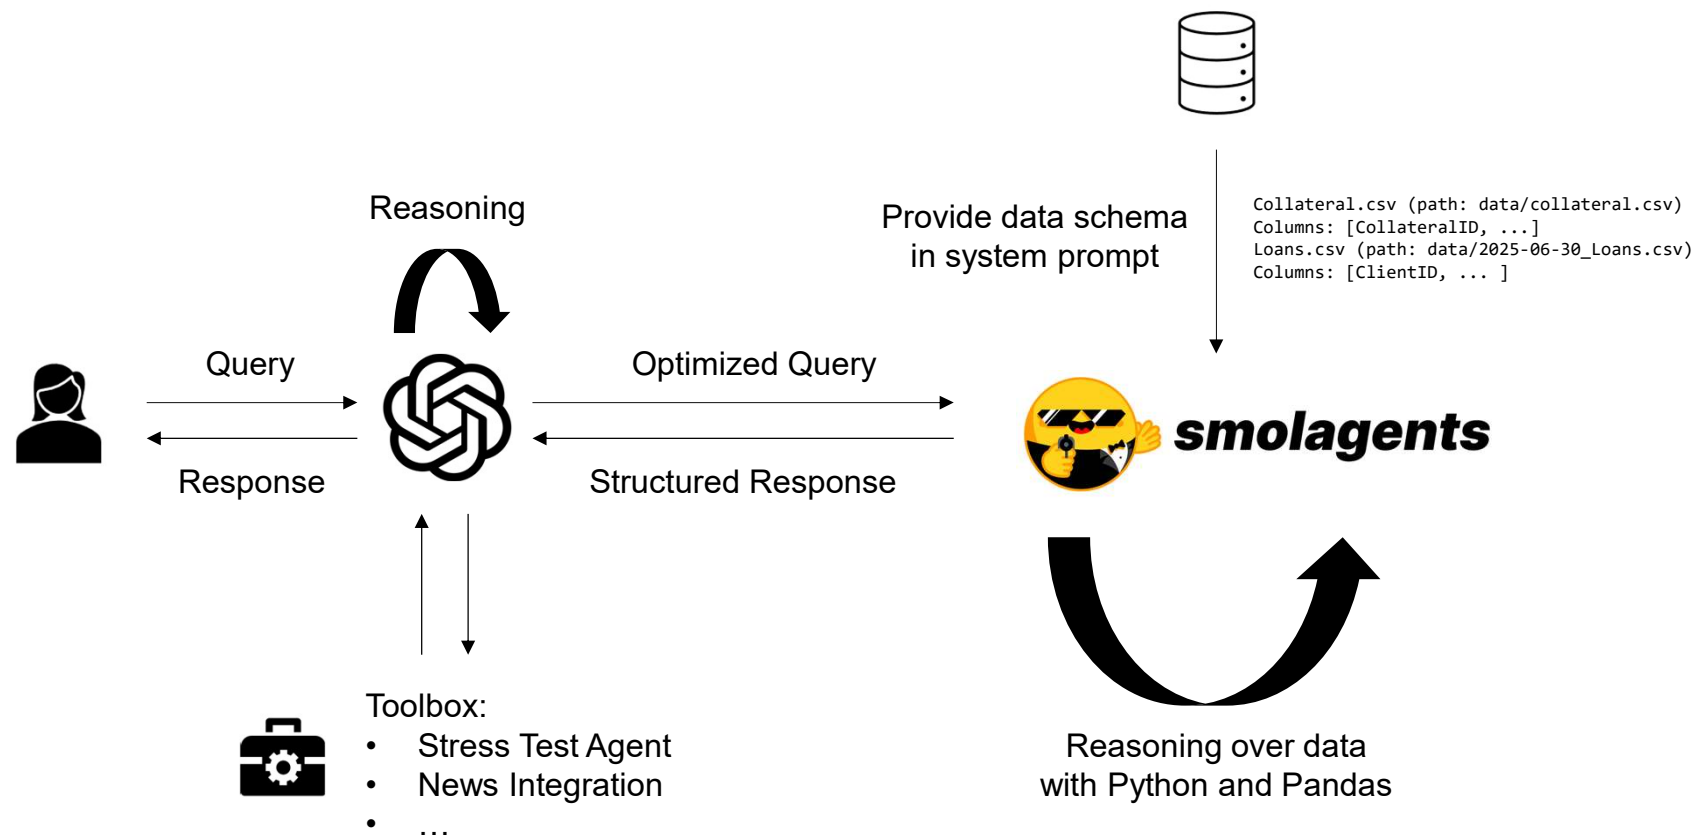 Reasoning
Provide data schema
in system prompt
Collateral.csv (path: data/collateral.csv)
Columns: [CollateralID, ...]
Loans.csv (path: data/2025-06-30_Loans.csv)
Columns: [ClientID, ... ]
Query
Optimized Query
smolagents
Response
Structured Response
Toolbox:
• Stress Test Agent
• News Integration
• ...
Reasoning over data
with Python and Pandas